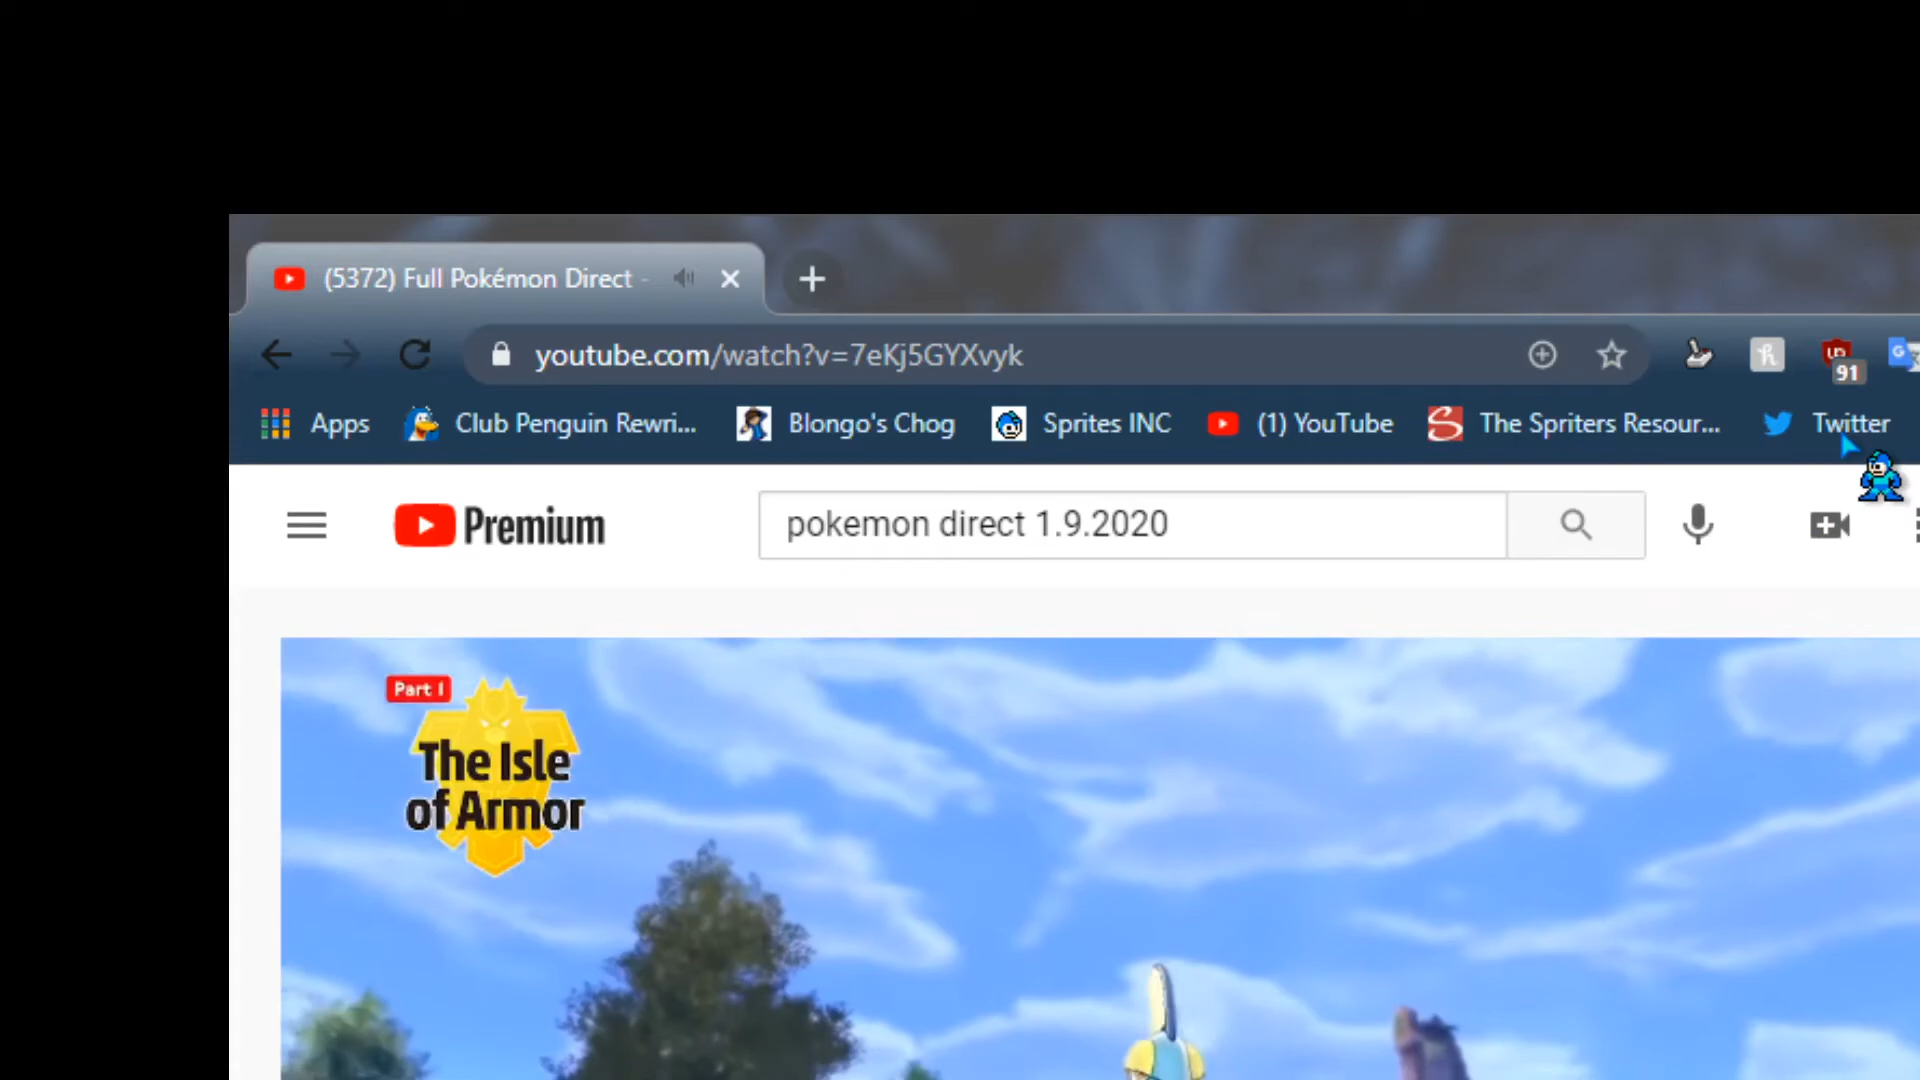 (5372) Full Pokémon Direct -
youtube.com/watch?v=7eKj5GYXvyk
91
Apps
Club Penguin Rewri...
Blongo's Chog
Sprites INC
(1) YouTube
The Spriters Resour...
Twitter
Premium
pokemon direct 1.9.2020
Part 1
The Isle
of Armor